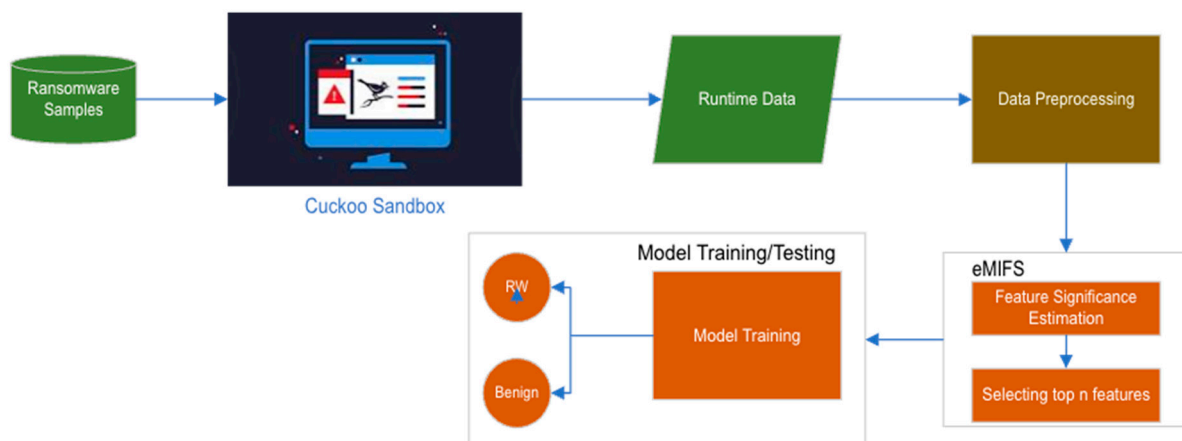 Ransomware
Samples
Cuckoo Sandbox
Runtime Data
Data Preprocessing
Model Training/Testing
RW
Benign
Model Training
eMIFS
Feature Significance
Estimation
Selecting top n features